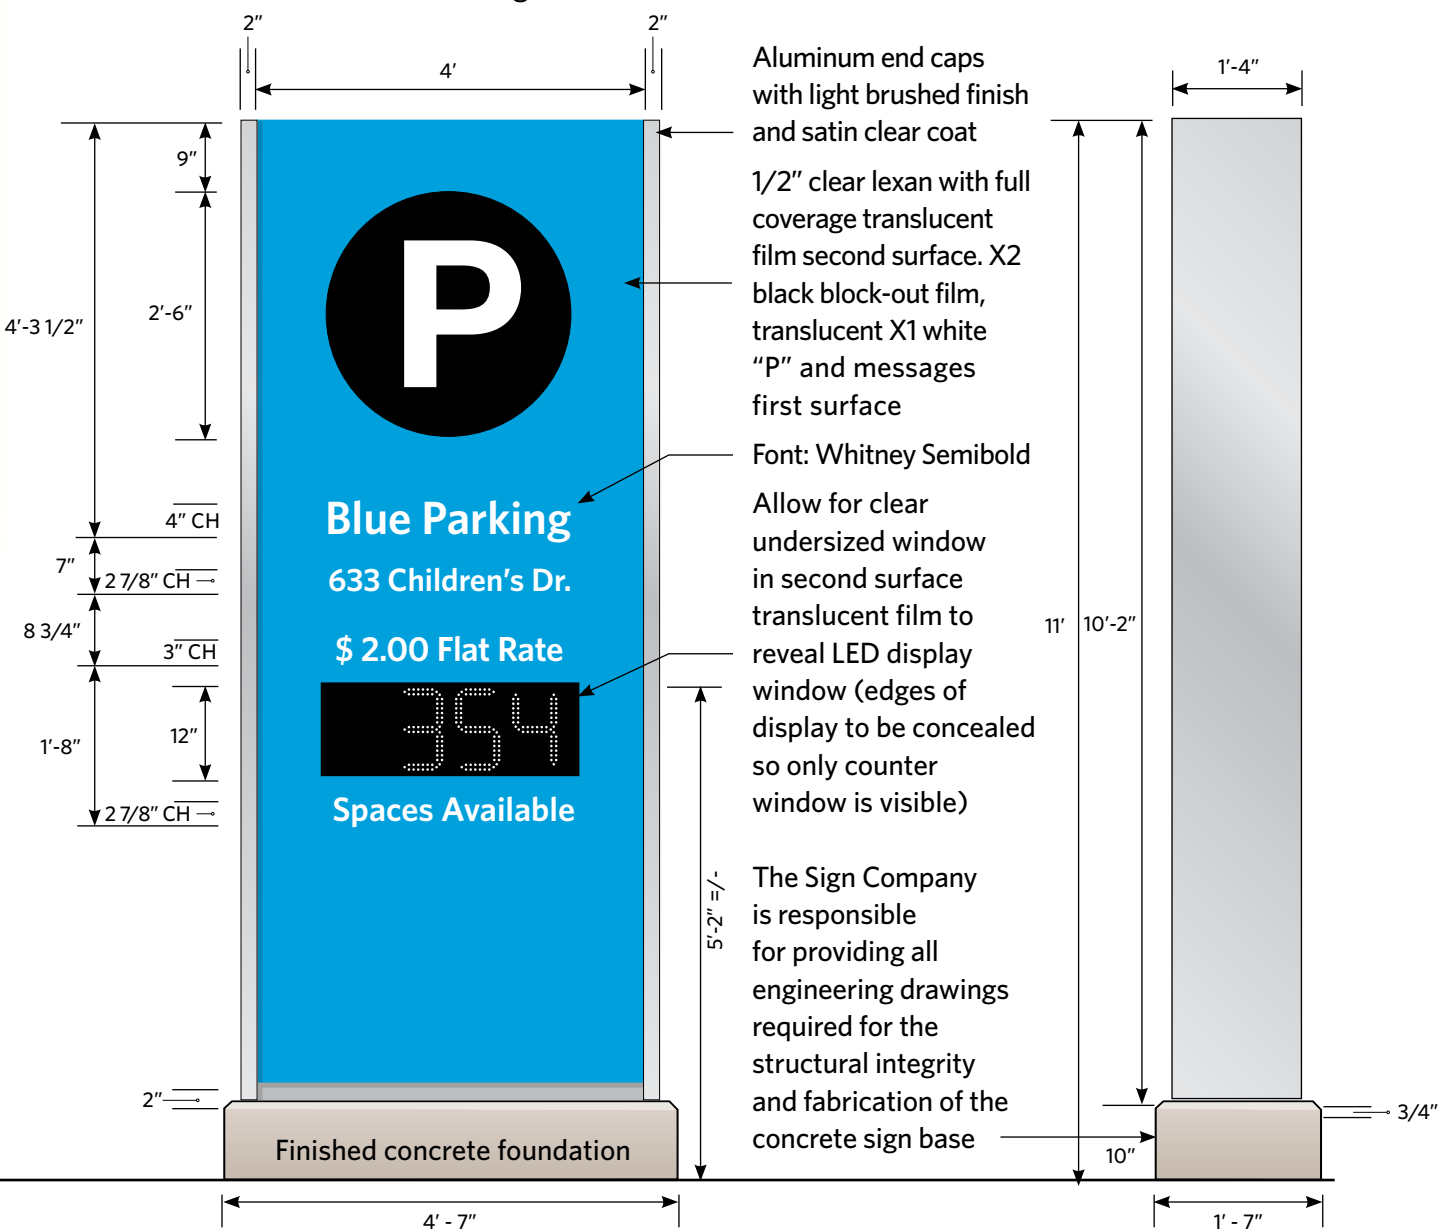 2”
2”
4’
1’-4”
9”
2’-6”
4’-3 1/2”
4” CH
7”
2 7/8” CH
8 3/4”
3” CH
1’-8”
12”
2 7/8” CH
2”
P
Blue Parking
633 Children’s Dr.
$ 2.00 Flat Rate
354
Spaces Available
Finished concrete foundation
4’ - 7”
5’-2” =/-
Aluminum end caps
with light brushed finish
and satin clear coat
1/2” clear lexan with full
coverage translucent
film second surface. X2
black block-out film,
translucent X1 white
“P” and messages
first surface
Font: Whitney Semibold
Allow for clear
undersized window
in second surface
translucent film to
reveal LED display
window (edges of
display to be concealed
so only counter
window is visible)
The Sign Company
is responsible
for providing all
engineering drawings
required for the
structural integrity
and fabrication of the
concrete sign base
11’
10’-2”
3/4”
10”
1’ - 7”